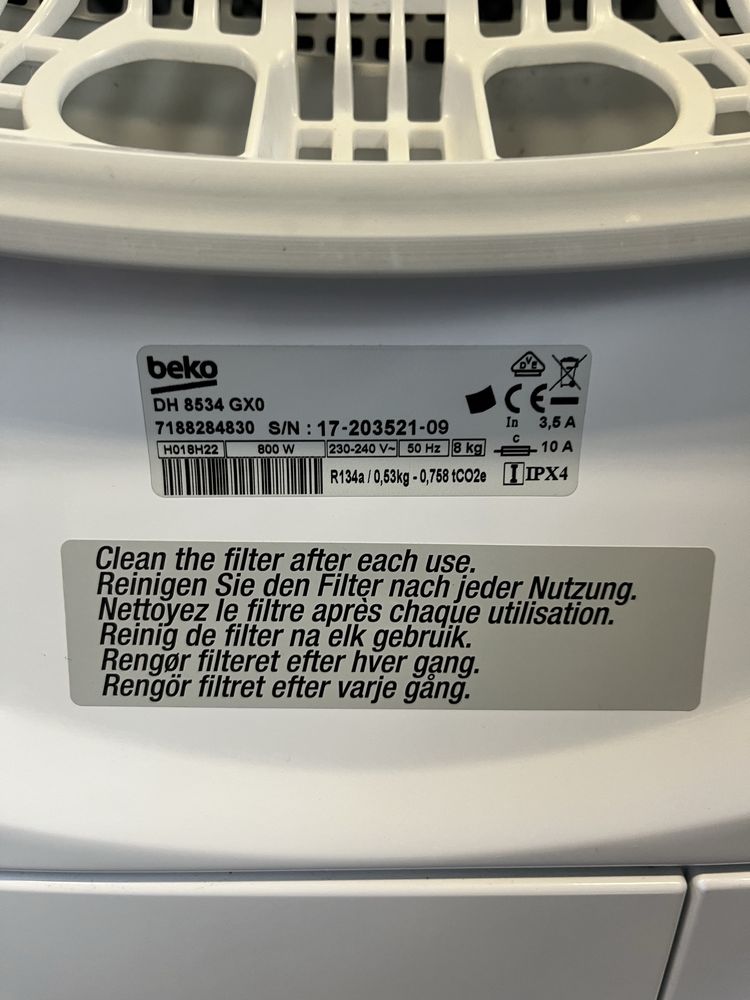 beko
DVE
DH 8534 GX0
7188284830 S/N : 17-203521-09
In 3,5 A
H018H22 800 W 230-240 V~ 50 Hz 8 kg
c 10 A
R134a / 0,53kg - 0,758 tCO2e IPX4
Clean the filter after each use.
Reinigen Sie den Filter nach jeder Nutzung.
Nettoyez le filtre après chaque utilisation.
Reinig de filter na elk gebruik.
Rengør filteret efter hver gang.
Rengör filtret efter varje gång.